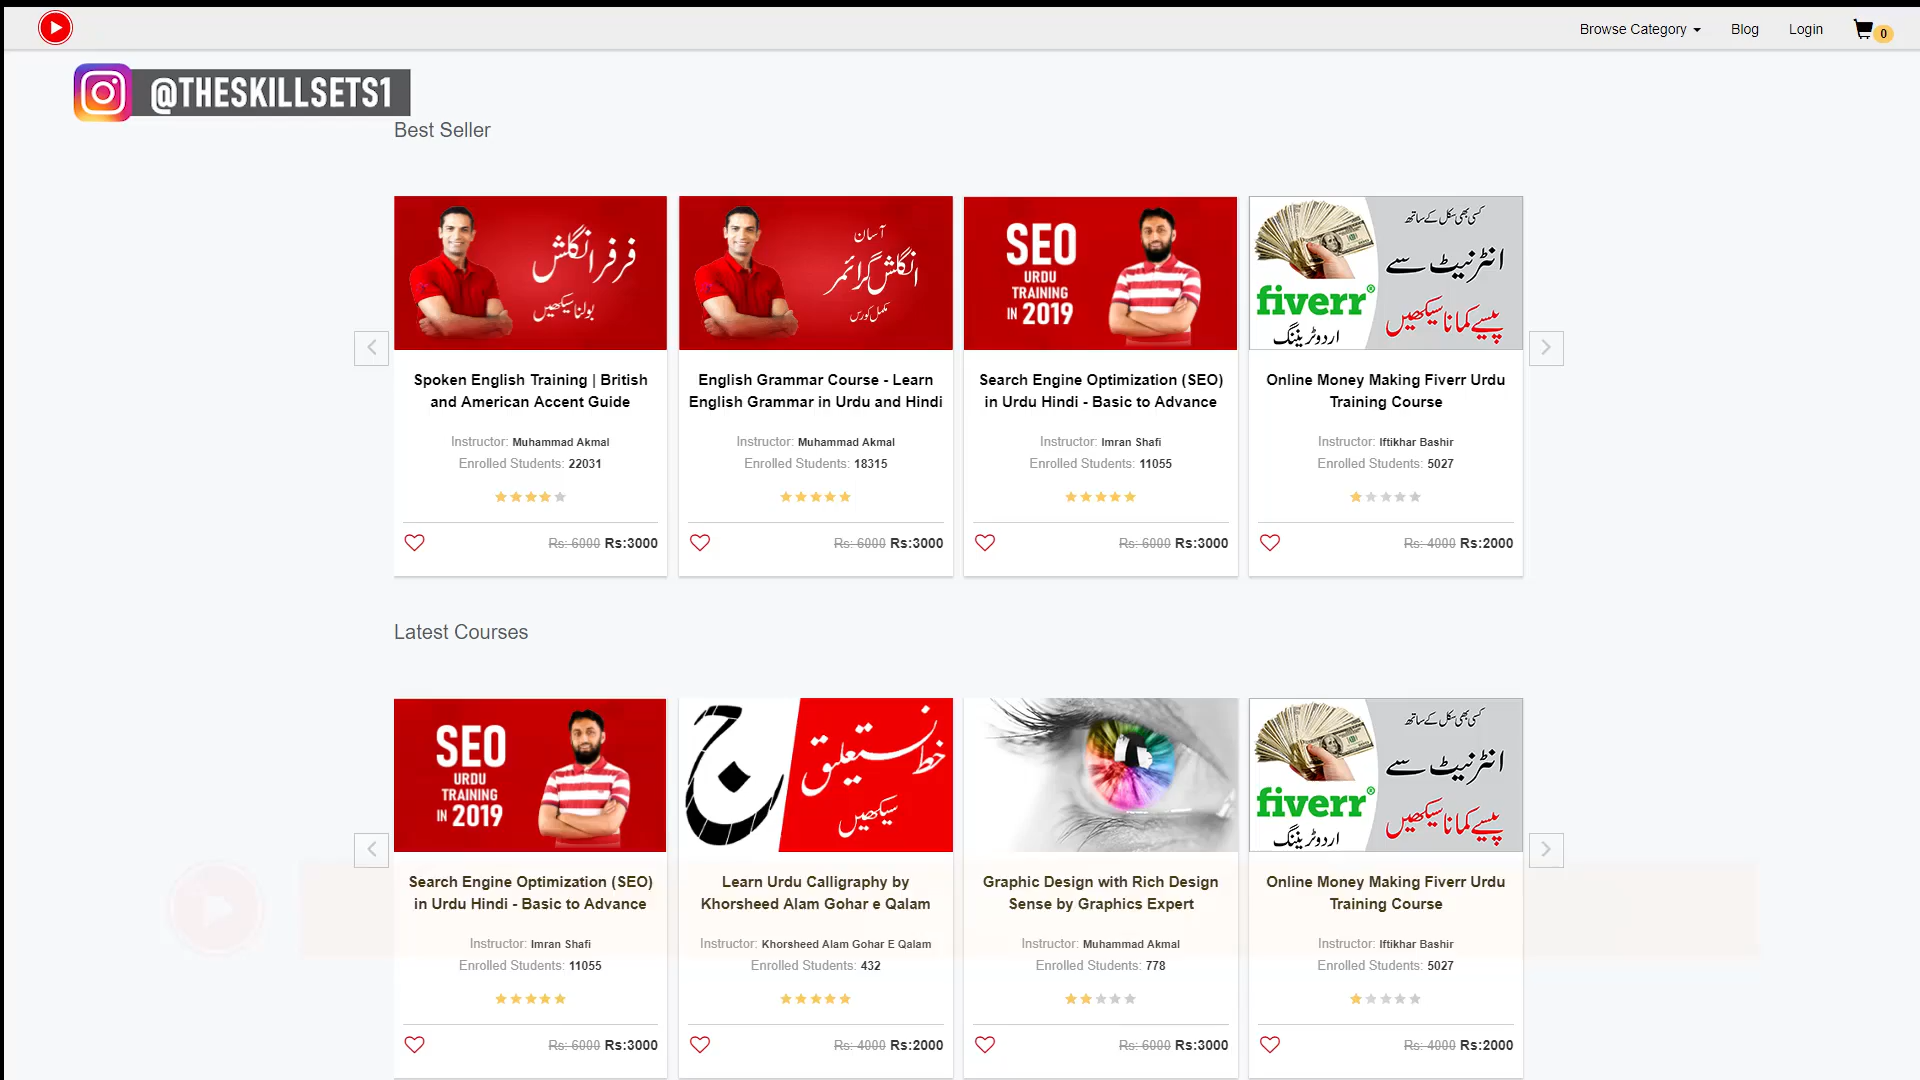 Browse Category
Blog
Login
0
@THESKILLSETS1
Best Seller
فرفر انگلش
بولنا سیکھیں
آسان
انگلش گرائمر
مکمل کورس
SEO
URDU
TRAINING
IN 2019
کسی بھی سکل کے ساتھ
انٹرنیٹ سے
fiverr®
پیسے کمانا سیکھیں
اردو ٹریننگ
Spoken English Training | British
and American Accent Guide
Instructor: Muhammad Akmal
Enrolled Students: 22031
Rs: 6000 Rs:3000
English Grammar Course - Learn
English Grammar in Urdu and Hindi
Instructor: Muhammad Akmal
Enrolled Students: 18315
Rs: 6000 Rs:3000
Search Engine Optimization (SEO)
in Urdu Hindi - Basic to Advance
Instructor: Imran Shafi
Enrolled Students: 11055
Rs: 6000 Rs:3000
Online Money Making Fiverr Urdu
Training Course
Instructor: Iftikhar Bashir
Enrolled Students: 5027
Rs: 4000 Rs:2000
Latest Courses
SEO
URDU
TRAINING
IN 2019
ج
خط نستعلیق
سیکھیں
کسی بھی سکل کے ساتھ
انٹرنیٹ سے
fiverr®
پیسے کمانا سیکھیں
اردو ٹریننگ
Search Engine Optimization (SEO)
in Urdu Hindi - Basic to Advance
Instructor: Imran Shafi
Enrolled Students: 11055
Rs: 6000 Rs:3000
Learn Urdu Calligraphy by
Khorsheed Alam Gohar e Qalam
Instructor: Khorsheed Alam Gohar E Qalam
Enrolled Students: 432
Rs: 4000 Rs:2000
Graphic Design with Rich Design
Sense by Graphics Expert
Instructor: Muhammad Akmal
Enrolled Students: 778
Rs: 6000 Rs:3000
Online Money Making Fiverr Urdu
Training Course
Instructor: Iftikhar Bashir
Enrolled Students: 5027
Rs: 4000 Rs:2000